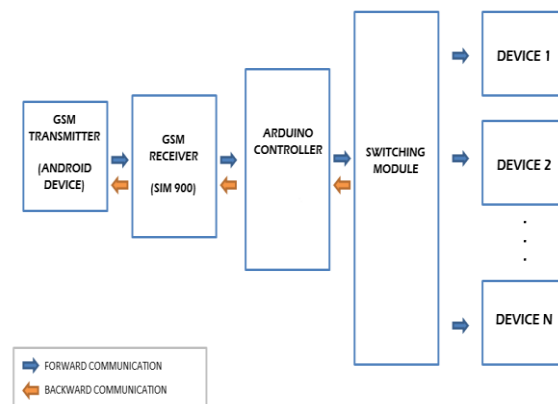 GSM
TRANSMITTER
(ANDROID
DEVICE)
GSM
RECEIVER
(SIM 900)
ARDUINO
CONTROLLER
SWITCHING
MODULE
DEVICE 1
DEVICE 2
.
.
.
DEVICE N
FORWARD COMMUNICATION
BACKWARD COMMUNICATION